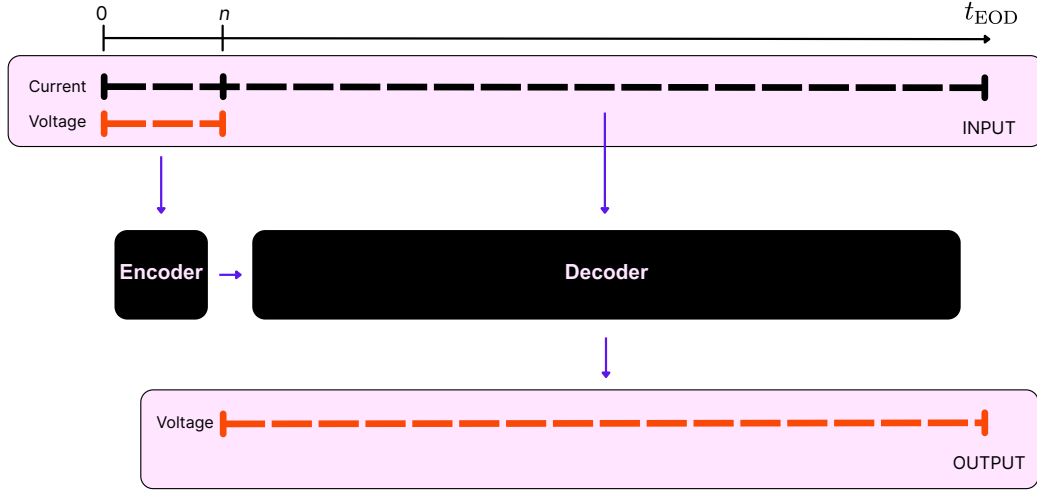 0 n t_EOD
Current
Voltage
INPUT
Encoder Decoder
Voltage
OUTPUT